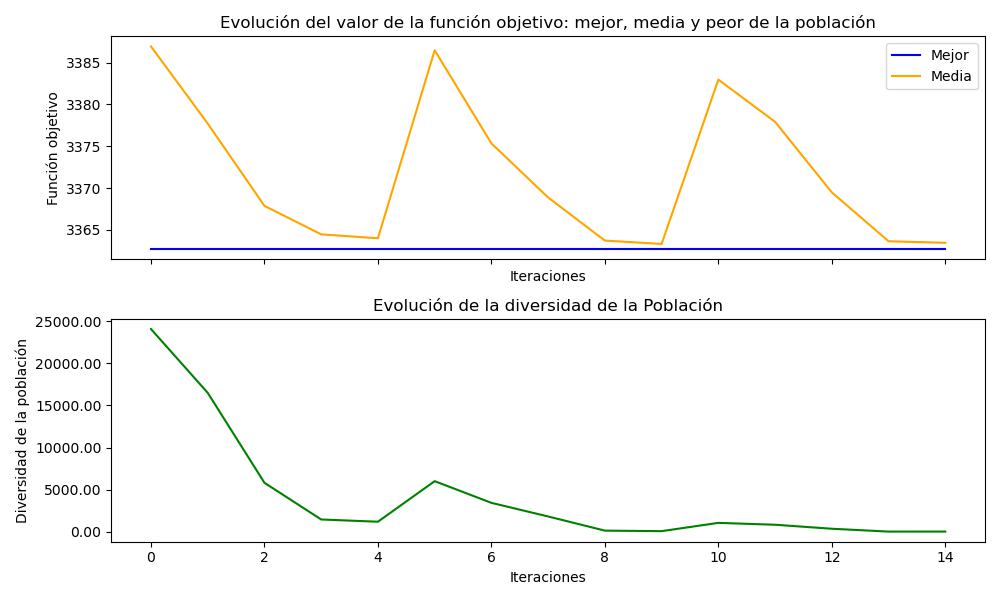 Evolución del valor de la función objetivo: mejor, media y peor de la población
Mejor
Media
Función objetivo
3385
3380
3375
3370
3365
Iteraciones
Evolución de la diversidad de la Población
Diversidad de la población
25000.00
20000.00
15000.00
10000.00
5000.00
0.00
0 2 4 6 8 10 12 14
Iteraciones